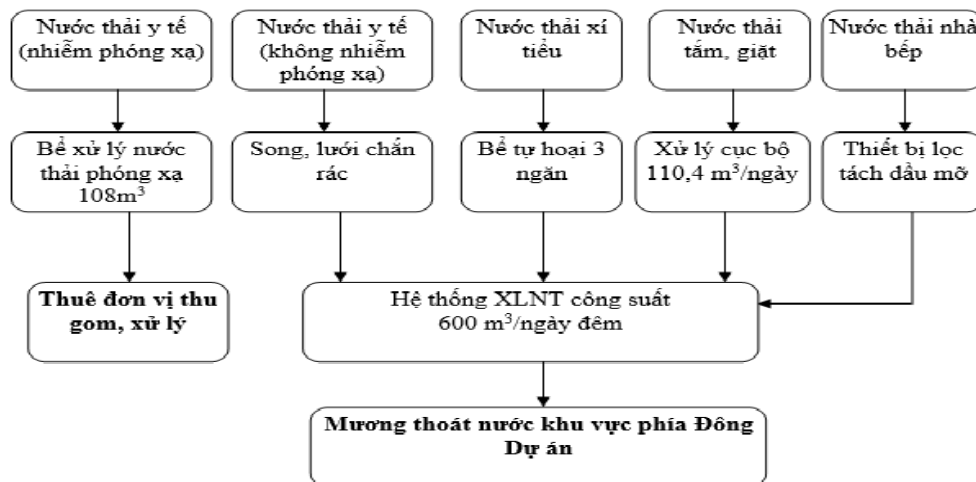 Nước thải y tế
(nhiễm phóng xạ)
Nước thải y tế
(không nhiễm
phóng xạ)
Nước thải xí
tiểu
Nước thải
tắm, giặt
Nước thải nhà
bếp
Bể xử lý nước
thải phóng xạ
108m³
Song, lưới chắn
rác
Bể tự hoại 3
ngăn
Xử lý cục bộ
110,4 m³/ngày
Thiết bị lọc
tách dầu mỡ
Thuê đơn vị thu
gom, xử lý
Hệ thống XLNT công suất
600 m³/ngày đêm
Mương thoát nước khu vực phía Đông
Dự án